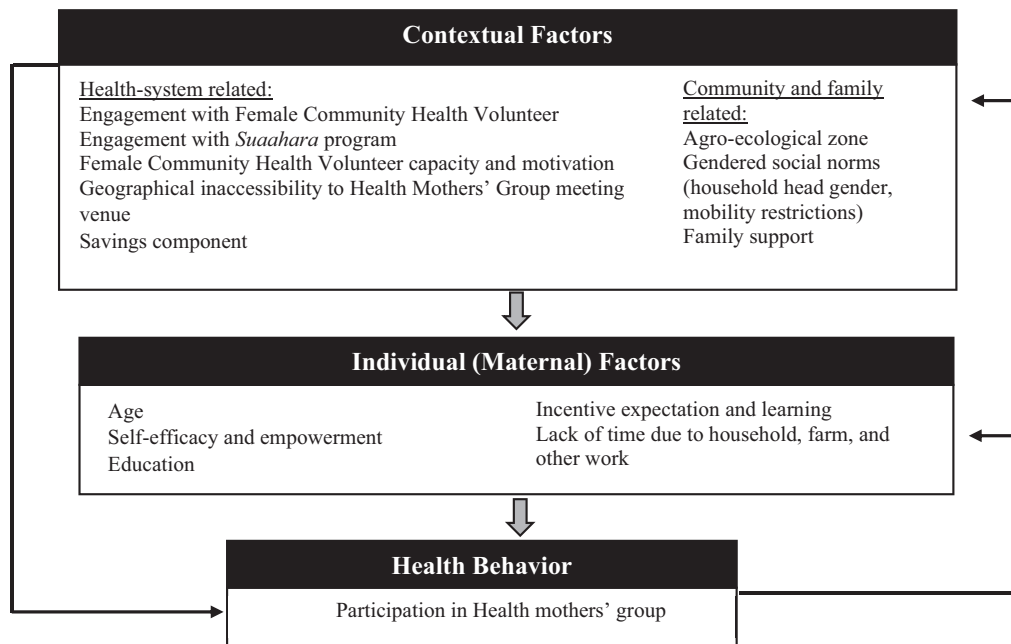 Contextual Factors
Health-system related:
Engagement with Female Community Health Volunteer
Engagement with Suaahara program
Female Community Health Volunteer capacity and motivation
Geographical inaccessibility to Health Mothers' Group meeting
venue
Savings component
Community and family
related:
Agro-ecological zone
Gendered social norms
(household head gender,
mobility restrictions)
Family support
Individual (Maternal) Factors
Age
Self-efficacy and empowerment
Education
Incentive expectation and learning
Lack of time due to household, farm, and
other work
Health Behavior
Participation in Health mothers' group